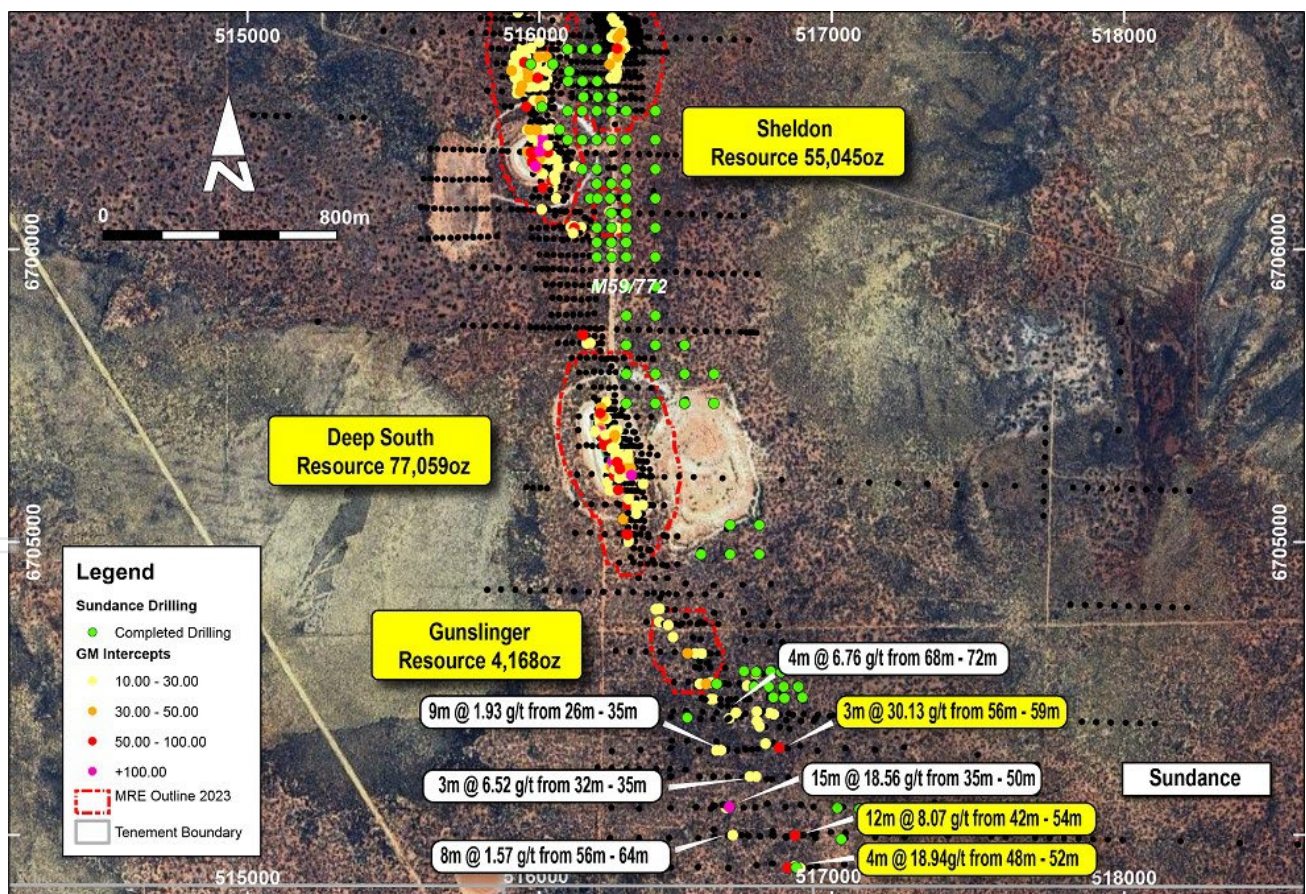 515000
516000
517000
518000
Sheldon
Resource 55,045oz
N
0
800m
6706000
6706000
M59/772
Deep South
Resource 77,059oz
6705000
6705000
Gunslinger
Resource 4,168oz
4m @ 6.76 g/t from 68m - 72m
9m @ 1.93 g/t from 26m - 35m
3m @ 30.13 g/t from 56m - 59m
3m @ 6.52 g/t from 32m - 35m
15m @ 18.56 g/t from 35m - 50m
Sundance
12m @ 8.07 g/t from 42m - 54m
8m @ 1.57 g/t from 56m - 64m
4m @ 18.94g/t from 48m - 52m
Legend
Sundance Drilling
Completed Drilling
GM Intercepts
10.00 - 30.00
30.00 - 50.00
50.00 - 100.00
+100.00
MRE Outline 2023
Tenement Boundary
515000
516000
517000
518000